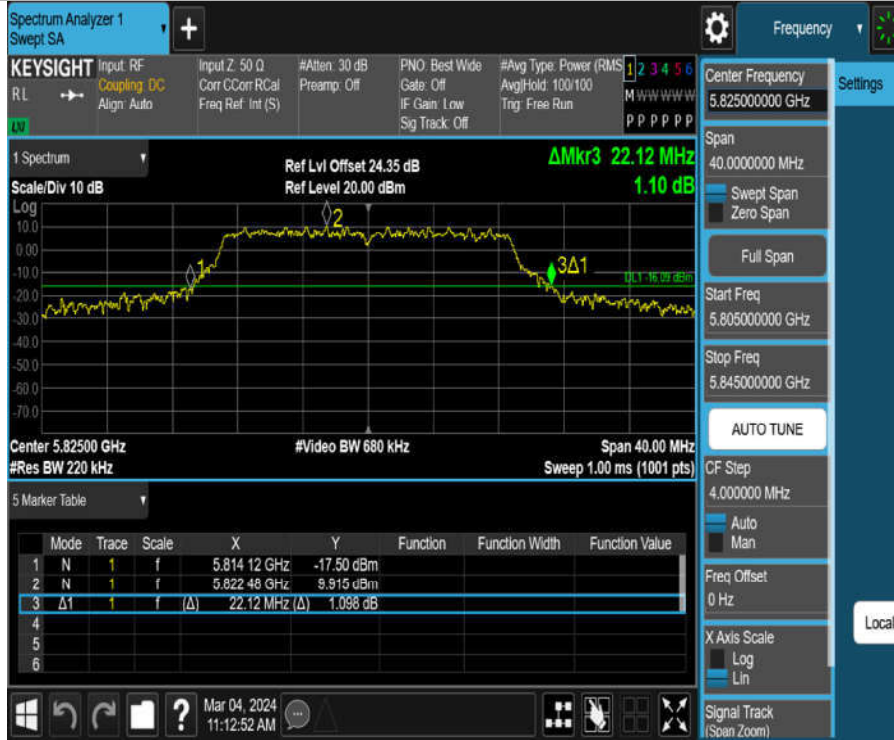 Spectrum Analyzer 1
Swept SA
+
Frequency
KEYSIGHT
Input: RF
Coupling: DC
Align: Auto
Input Z: 50 Ω
Corr CCorr RCal
Freq Ref: Int (S)
#Atten: 30 dB
Preamp: Off
PNO: Best Wide
Gate: Off
IF Gain: Low
Sig Track: Off
#Avg Type: Power (RMS
Avg|Hold: 100/100
Trig: Free Run
1 2 3 4 5 6
M W W W W W
P P P P P P
RL
LXI
1 Spectrum
Scale/Div 10 dB
Ref Lvl Offset 24.35 dB
Ref Level 20.00 dBm
ΔMkr3 22.12 MHz
1.10 dB
Log
10.0
0.00
-10.0
-20.0
-30.0
-40.0
-50.0
-60.0
-70.0
1
2
3Δ1
DL1 -16.09 dBm
Center 5.82500 GHz
#Video BW 680 kHz
Span 40.00 MHz
#Res BW 220 kHz
Sweep 1.00 ms (1001 pts)
5 Marker Table
Mode Trace Scale X Y Function Function Width Function Value
1 N 1 f 5.814 12 GHz -17.50 dBm
2 N 1 f 5.822 48 GHz 9.915 dBm
3 Δ1 1 f (Δ) 22.12 MHz (Δ) 1.098 dB
4
5
6
?
Mar 04, 2024
11:12:52 AM
Center Frequency
5.825000000 GHz
Settings
Span
40.0000000 MHz
Swept Span
Zero Span
Full Span
Start Freq
5.805000000 GHz
Stop Freq
5.845000000 GHz
AUTO TUNE
CF Step
4.000000 MHz
Auto
Man
Freq Offset
0 Hz
X Axis Scale
Log
Lin
Local
Signal Track
(Span Zoom)